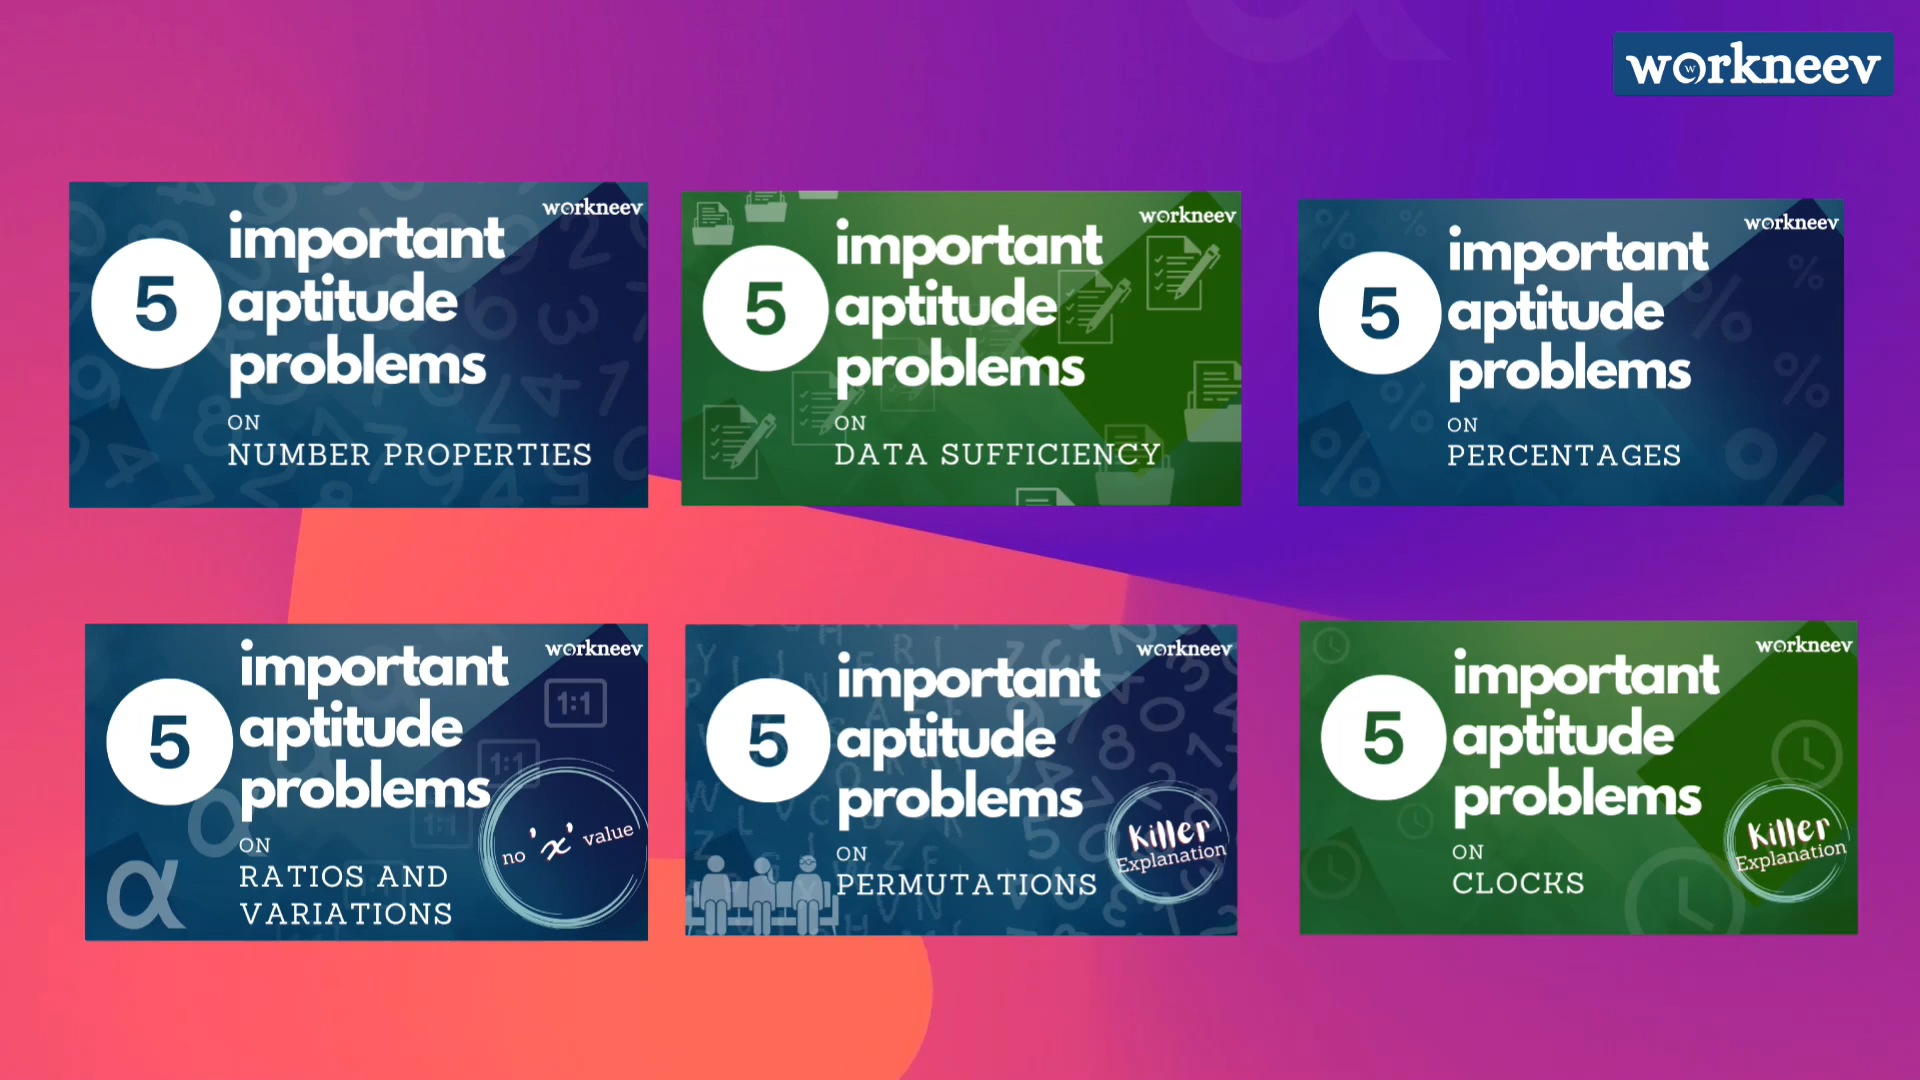 workneev
workneev
5
important
aptitude
problems
ON
NUMBER PROPERTIES
workneev
5
important
aptitude
problems
ON
DATA SUFFICIENCY
workneev
5
important
aptitude
problems
ON
PERCENTAGES
workneev
5
important
aptitude
problems
ON
RATIOS AND
VARIATIONS
1:1
1:1
1:1
α
α
no 'x' value
workneev
5
important
aptitude
problems
ON
PERMUTATIONS
Killer
Explanation
workneev
5
important
aptitude
problems
ON
CLOCKS
Killer
Explanation